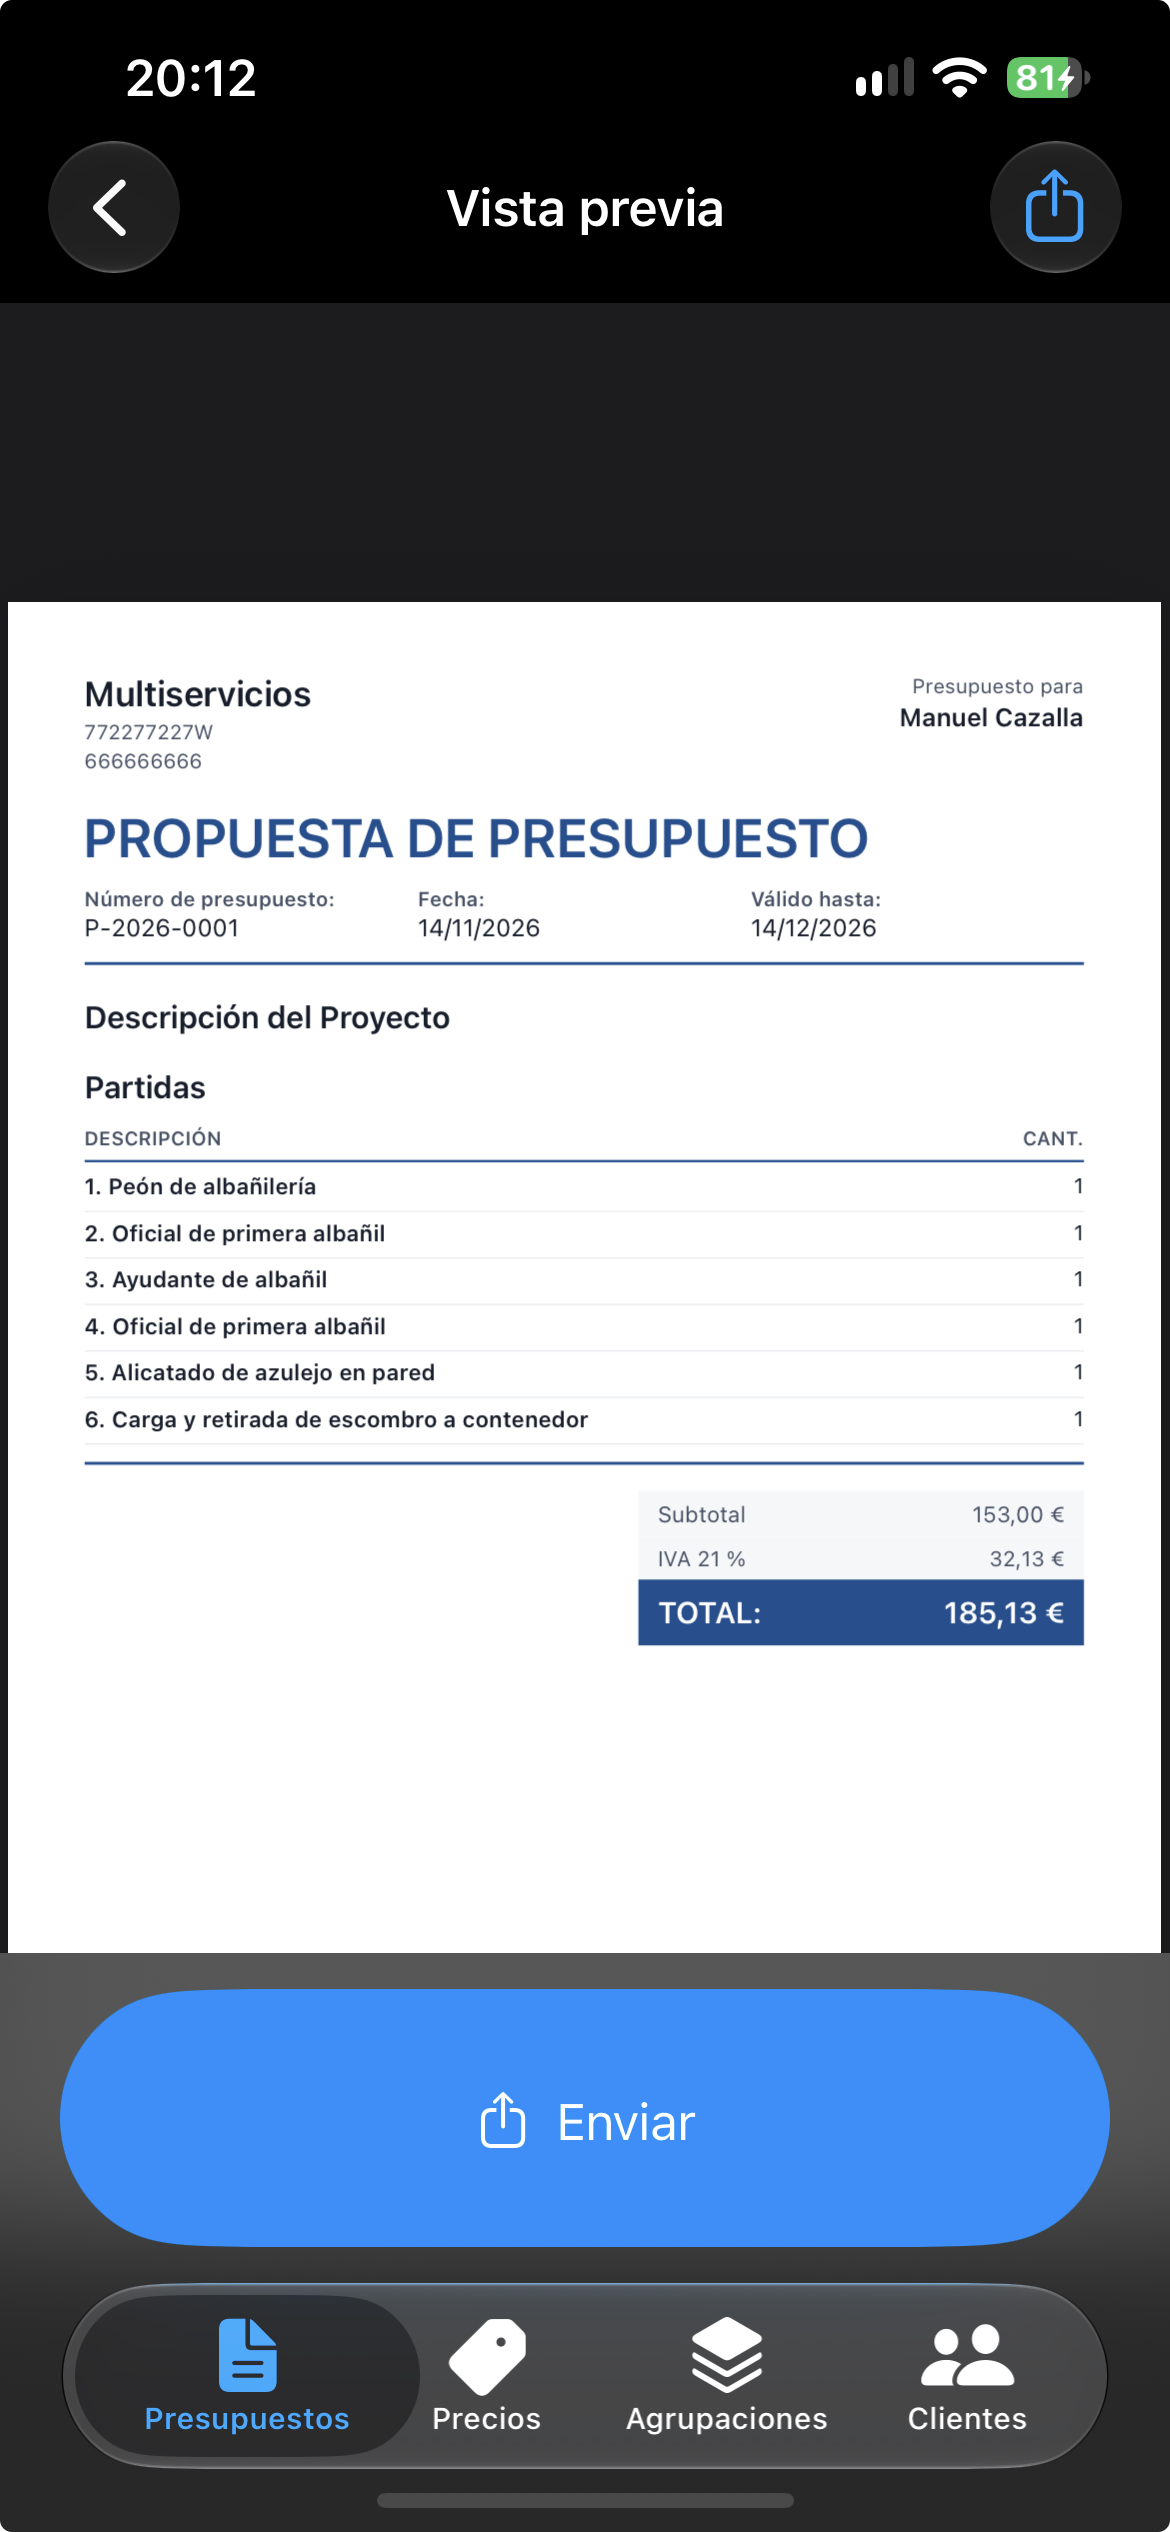 20:12
81
Vista previa
Multiservicios
772277227W
666666666
Presupuesto para
Manuel Cazalla
PROPUESTA DE PRESUPUESTO
Número de presupuesto: Fecha: Válido hasta:
P-2026-0001 14/11/2026 14/12/2026
Descripción del Proyecto
Partidas
DESCRIPCIÓN CANT.
1. Peón de albañilería 1
2. Oficial de primera albañil 1
3. Ayudante de albañil 1
4. Oficial de primera albañil 1
5. Alicatado de azulejo en pared 1
6. Carga y retirada de escombro a contenedor 1
Subtotal 153,00 €
IVA 21 % 32,13 €
TOTAL: 185,13 €
Enviar
Presupuestos Precios Agrupaciones Clientes